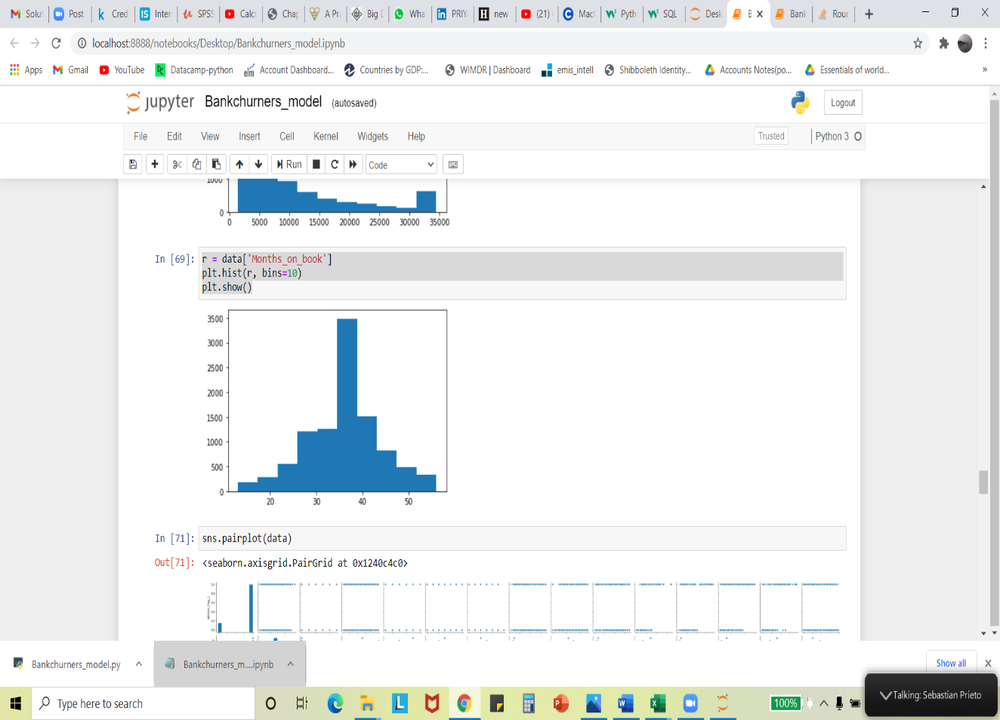 Solu
Post
k Cred
IS Inter
SPSS
Calc
Cha
A Pr
Big
Wha
in PRIY
H new
(21)
C Macl
Pyth
SQL
Desk
B
Bank
Rour
localhost:8888/notebooks/Desktop/Bankchurners_model.ipynb
Apps
Gmail
YouTube
Datacamp-python
elm Account Dashboard...
Countries by GDP:...
WIMDR | Dashboard
emis_intell
Shibboleth Identity...
Accounts Notes(po...
Essentials of world...
»
jupyter Bankchurners_model (autosaved)
Logout
File Edit View Insert Cell Kernel Widgets Help
Trusted
Python 3
Run
Code
1000
0
0 5000 10000 15000 20000 25000 30000 35000
In [69]: r = data['Months_on_book']
plt.hist(r, bins=10)
plt.show()
3500
3000
2500
2000
1500
1000
500
0
20 30 40 50
In [71]: sns.pairplot(data)
Out[71]: <seaborn.axisgrid.PairGrid at 0x1240c4c0>
Bankchurners_model.py
Bankchurners_m....ipynb
Show all
Type here to search
100%
Talking: Sebastian Prieto